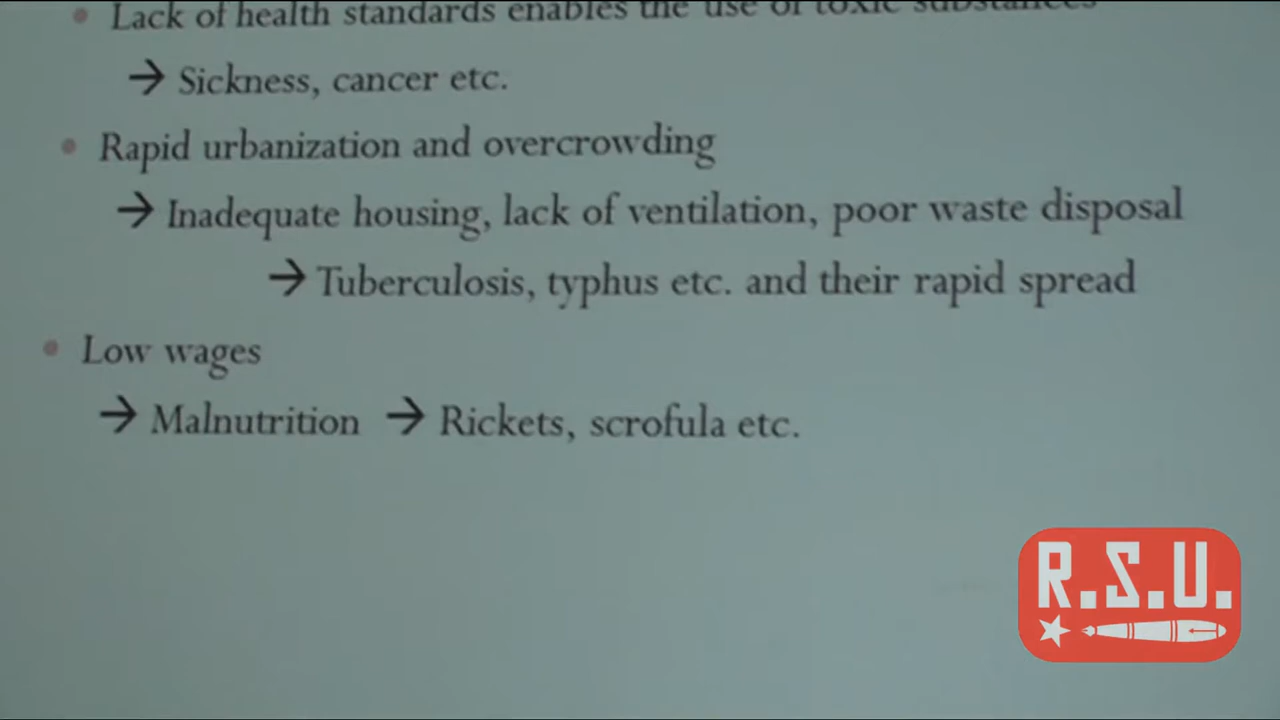 • Lack of health standards enables the use of toxic substances
→ Sickness, cancer etc.
• Rapid urbanization and overcrowding
→ Inadequate housing, lack of ventilation, poor waste disposal
→ Tuberculosis, typhus etc. and their rapid spread
• Low wages
→ Malnutrition → Rickets, scrofula etc.
R.S.U.